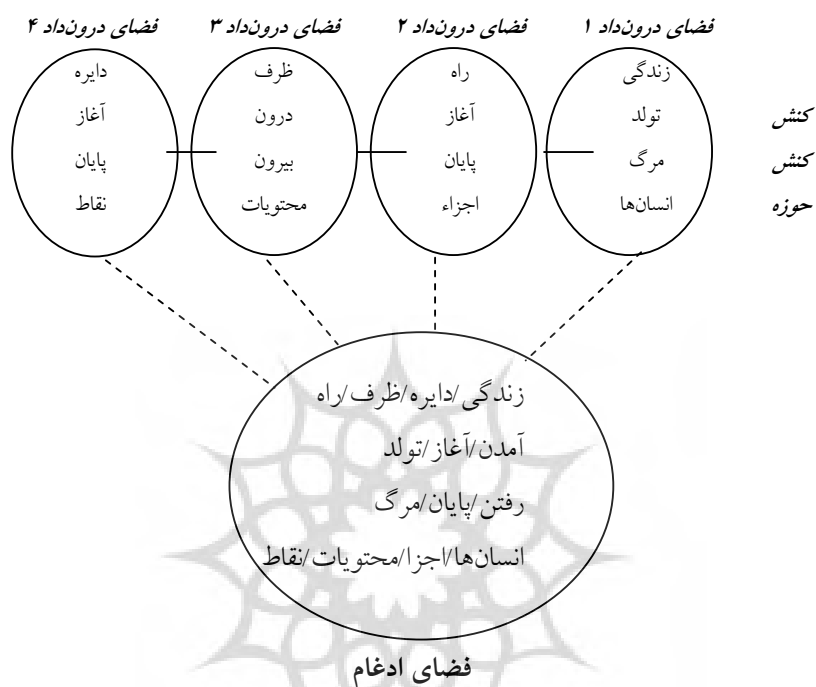 فضای درون‌داد ۱ فضای درون‌داد ۲ فضای درون‌داد ۳ فضای درون‌داد ۴
زندگی راه ظرف دایره
کنش تولد آغاز درون آغاز
کنش مرگ پایان بیرون پایان
حوزه انسان‌ها اجزاء محتویات نقاط
زندگی/دایره/ظرف/راه
آمدن/آغاز/تولد
رفتن/پایان/مرگ
انسان‌ها/اجزا/محتویات/نقاط
فضای ادغام